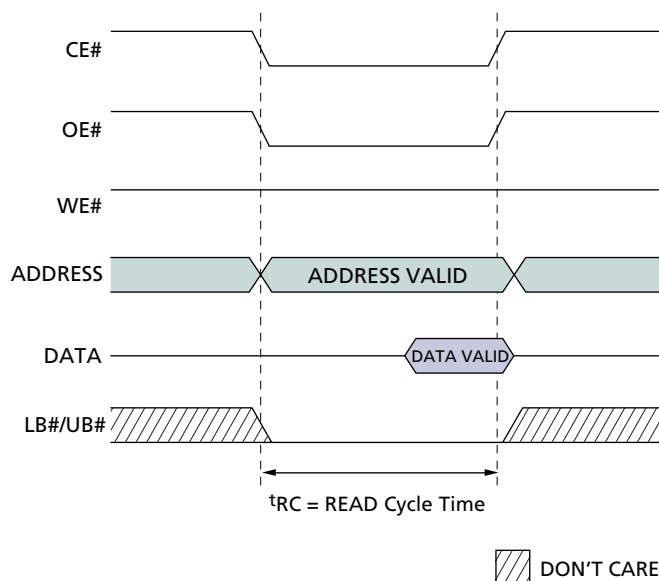 CE#
OE#
WE#
ADDRESS
ADDRESS VALID
DATA
DATA VALID
LB#/UB#
tRC = READ Cycle Time
DON'T CARE